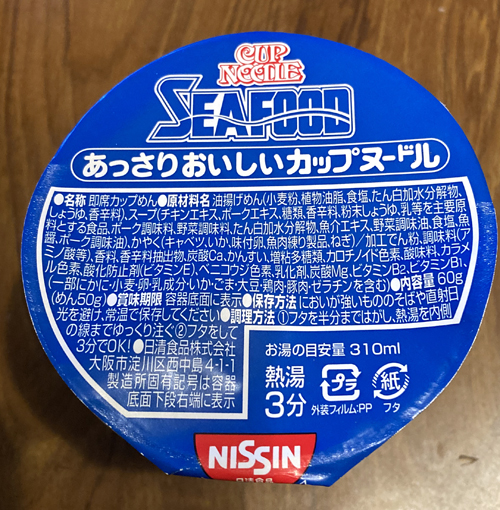 CUP
NOODLE
SEAFOOD
あっさりおいしいカップヌードル
●名称 即席カップめん●原材料名 油揚げめん(小麦粉、植物油脂、食塩、たん白加水分解物、
しょうゆ、香辛料)、スープ(チキンエキス、ポークエキス、糖類、香辛料、粉末しょうゆ、乳等を主要原
料とする食品、ポーク調味料、野菜調味料、たん白加水分解物、魚介エキス、野菜調味油、食塩、魚
醤、ポーク調味油)、かやく(キャベツ、いか、味付卵、魚肉練り製品、ねぎ)/加工でん粉、調味料(ア
ミノ酸等)、香料、香辛料抽出物、炭酸Ca、かんすい、増粘多糖類、カロチノイド色素、酸味料、カラメ
ル色素、酸化防止剤(ビタミンE)、ベニコウジ色素、乳化剤、炭酸Mg、ビタミンB2、ビタミンB1、
(一部にかに・小麦・卵・乳成分・いか・ごま・大豆・鶏肉・豚肉・ゼラチンを含む)●内容量 60g
(めん50g)●賞味期限 容器底面に表示●保存方法 においが強いもののそばや直射日
光を避け、常温で保存してください●調理方法 ①フタを半分まではがし、熱湯を内側
の線までゆっくり注ぐ②フタをして
3分でOK!●日清食品株式会社
大阪市淀川区西中島4-1-1
製造所固有記号は容器
底面下段右端に表示
お湯の目安量 310ml
熱湯
3分
プラ
外装フィルム:PP
紙
フタ
NISSIN
日清食品